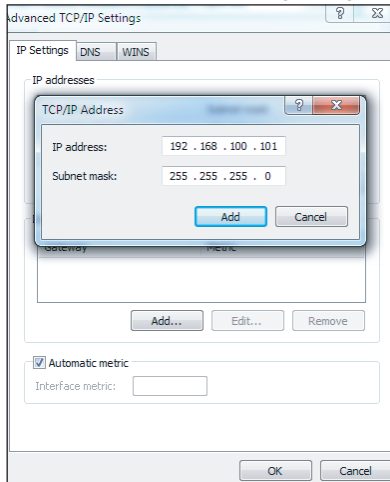 Advanced TCP/IP Settings
IP Settings DNS WINS
IP addresses
TCP/IP Address
IP address: 192 . 168 . 100 . 101
Subnet mask: 255 . 255 . 255 . 0
Add Cancel
Gateway Metric
Add... Edit... Remove
Automatic metric
Interface metric:
OK Cancel